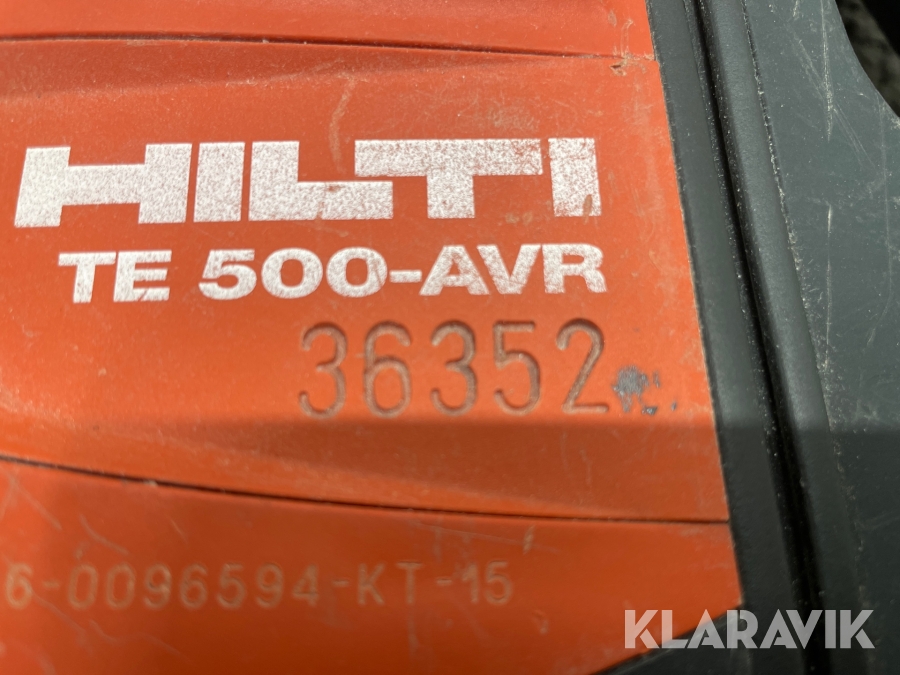 HILTI
TE 500-AVR
36352
6-0096594-KT-15
KLARAVIK